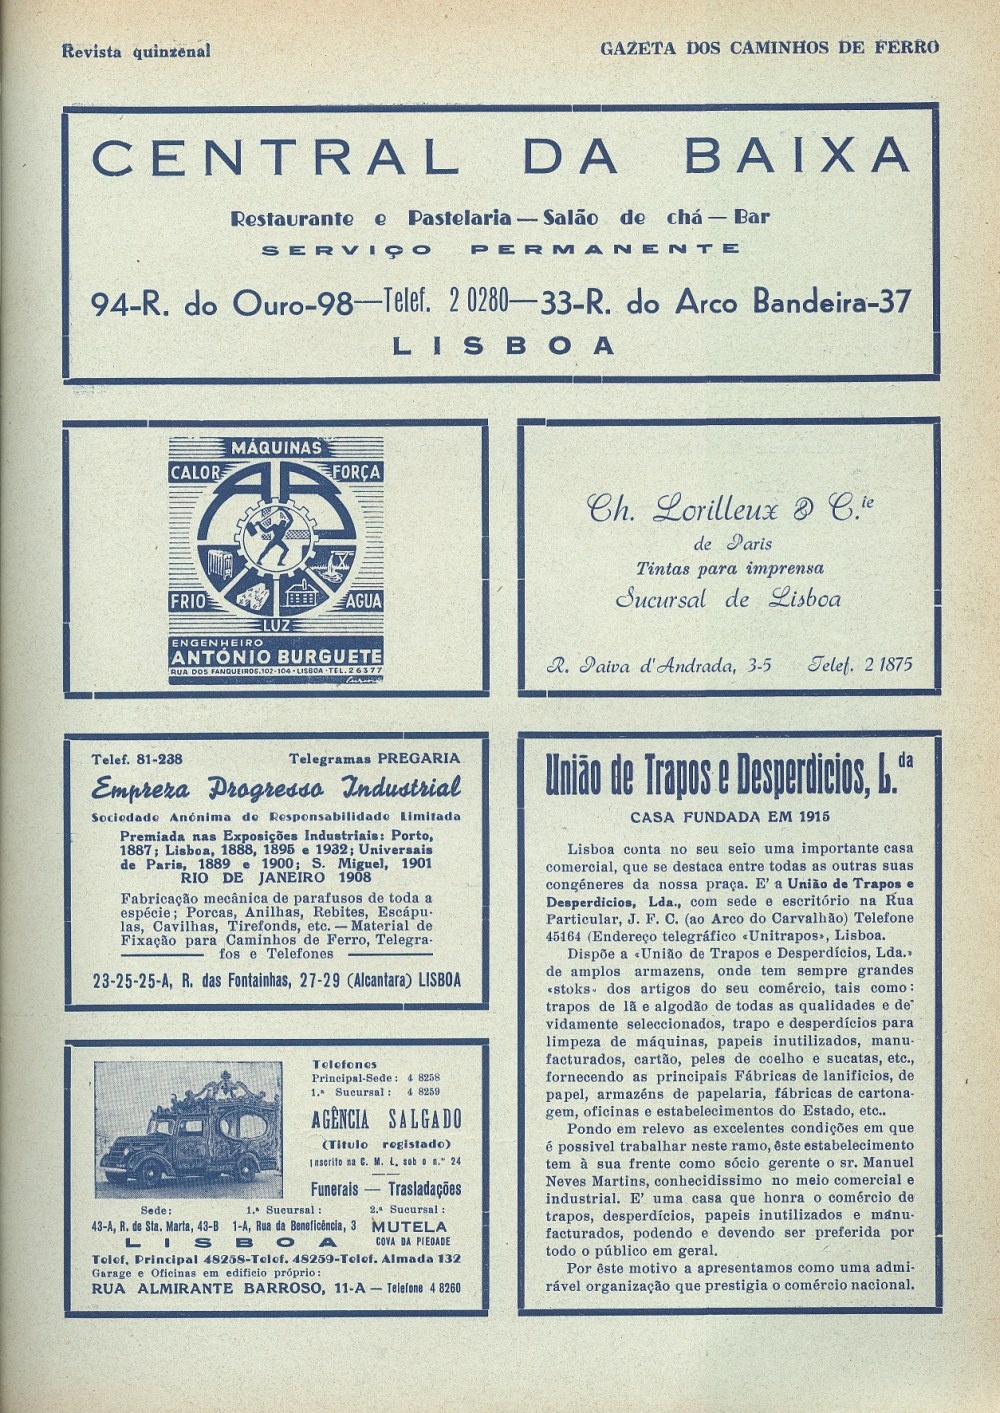 Revista quinzenal
GAZETA DOS CAMINHOS DE FERRO
CENTRAL DA BAIXA
Restaurante e Pastelaria — Salão de chá — Bar
SERVIÇO PERMANENTE
94-R. do Ouro-98—Telef. 2 0280—33-R. do Arco Bandeira-37
LISBOA
MÁQUINAS
CALOR
FORÇA
FRIO
AGUA
LUZ
ENGENHEIRO
ANTÓNIO BURGUETE
RUA DOS FANQUEIROS, 102-104 · LISBOA · TEL. 26377
Ch. Lorilleux & C.ie
de Paris
Tintas para imprensa
Sucursal de Lisboa
R. Paiva d'Andrada, 3-5 Telef. 2 1875
Telef. 81-238 Telegramas PREGARIA
Empreza Progresso Industrial
Sociedade Anónima de Responsabilidade Limitada
Premiada nas Exposições Industriais: Porto,
1887; Lisboa, 1888, 1895 e 1932; Universais
de Paris, 1889 e 1900; S. Miguel, 1901
RIO DE JANEIRO 1908
Fabricação mecânica de parafusos de toda a
espécie; Porcas, Anilhas, Rebites, Escápu-
las, Cavilhas, Tirefonds, etc. — Material de
Fixação para Caminhos de Ferro, Telegra-
fos e Telefones
23-25-25-A, R. das Fontainhas, 27-29 (Alcantara) LISBOA
Telefones
Principal-Sede: 4 8258
1.ª Sucursal: 4 8259
AGÊNCIA SALGADO
(Titulo registado)
Inscrito na C. M. L. sob o n.º 24
Funerais — Trasladações
Sede: 1.ª Sucursal: 2.ª Sucursal:
43-A, R. de Sta. Marta, 43-B 1-A, Rua da Beneficência, 3 MUTELA
LISBOA COVA DA PIEDADE
Telef. Principal 48258-Telef. 48259-Telef. Almada 132
Garage e Oficinas em edificio próprio:
RUA ALMIRANTE BARROSO, 11-A — Telefone 4 8260
União de Trapos e Desperdicios, L.da
CASA FUNDADA EM 1915
Lisboa conta no seu seio uma importante casa
comercial, que se destaca entre todas as outras suas
congéneres da nossa praça. E' a União de Trapos e
Desperdicios, Lda., com sede e escritório na Rua
Particular, J. F. C. (ao Arco do Carvalhão) Telefone
45164 (Endereço telegráfico «Unitrapos», Lisboa.
Dispõe a «União de Trapos e Desperdícios, Lda.»
de amplos armazens, onde tem sempre grandes
«stoks» dos artigos do seu comércio, tais como:
trapos de lã e algodão de todas as qualidades e de
vidamente seleccionados, trapo e desperdícios para
limpeza de máquinas, papeis inutilizados, manu-
facturados, cartão, peles de coelho e sucatas, etc.,
fornecendo as principais Fábricas de lanificios, de
papel, armazéns de papelaria, fábricas de cartona-
gem, oficinas e estabelecimentos do Estado, etc..
Pondo em relevo as excelentes condições em que
é possivel trabalhar neste ramo, êste estabelecimento
tem à sua frente como sócio gerente o sr. Manuel
Neves Martins, conhecidissimo no meio comercial e
industrial. E' uma casa que honra o comércio de
trapos, desperdicios, papeis inutilizados e manu-
facturados, podendo e devendo ser preferida por
todo o público em geral.
Por êste motivo a apresentamos como uma admi-
rável organização que prestigia o comércio nacional.